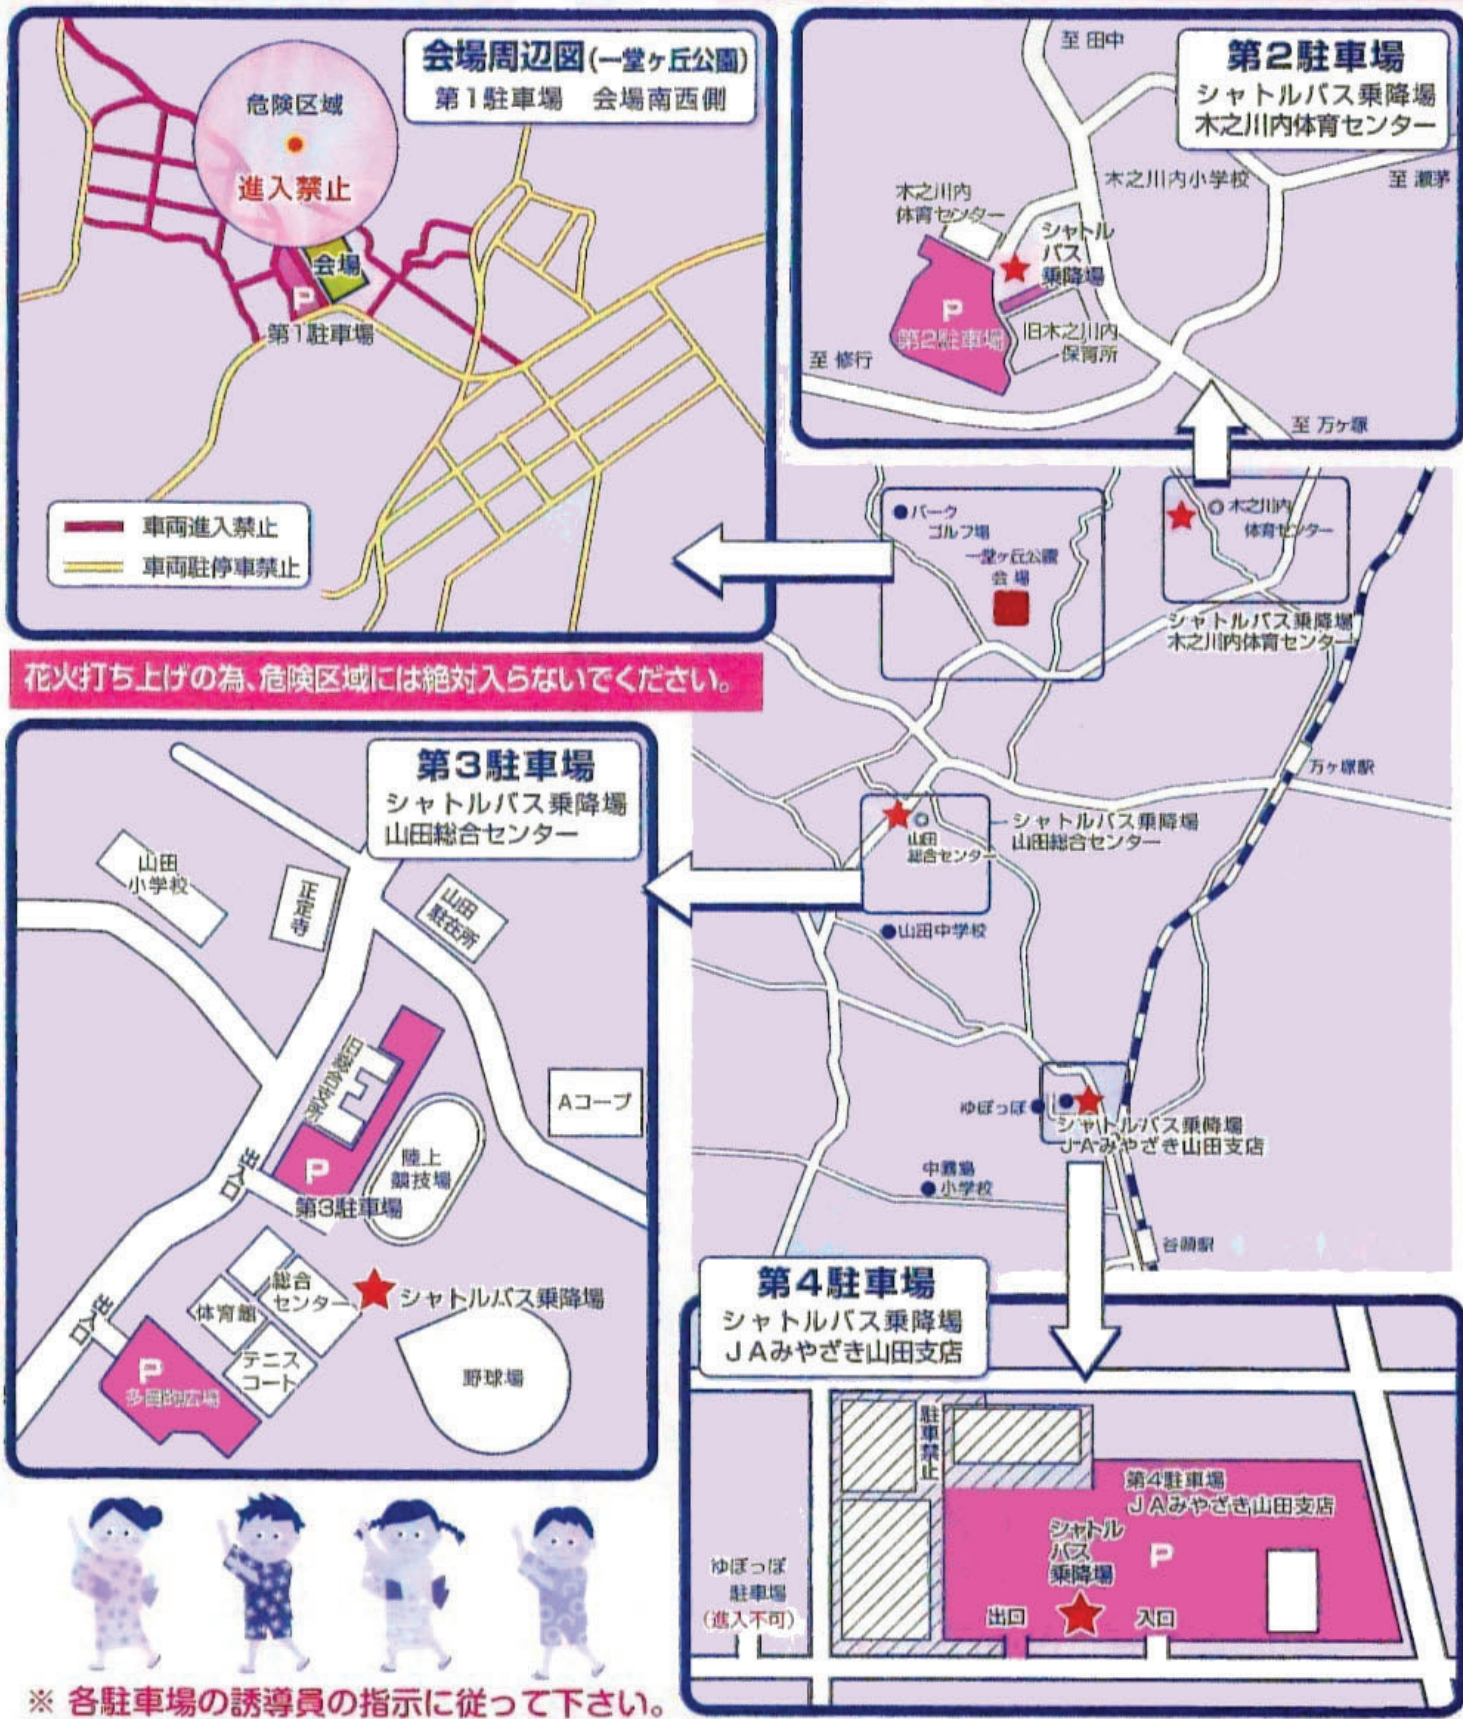 会場周辺図(一堂ヶ丘公園)
第1駐車場 会場南西側
危険区域
進入禁止
会場
P
第1駐車場
車両進入禁止
車両駐停車禁止
第2駐車場
シャトルバス乗降場
木之川内体育センター
至 田中
木之川内小学校
至 瀬茅
木之川内
体育センター
シャトル
バス
乗降場
P
第2駐車場
旧木之川内
保育所
至 修行
至 万ヶ塚
パーク
ゴルフ場
一堂ヶ丘公園
会場
木之川内
体育センター
シャトルバス乗降場
木之川内体育センター
花火打ち上げの為、危険区域には絶対入らないでください。
万ヶ塚駅
シャトルバス乗降場
山田総合センター
山田
総合センター
山田中学校
ゆぽっぽ
シャトルバス乗降場
JAみやざき山田支店
中霧島
小学校
谷頭駅
第3駐車場
シャトルバス乗降場
山田総合センター
山田
小学校
正定寺
山田
駐在所
旧総合支所
Aコープ
陸上
競技場
P
第3駐車場
出入口
総合
センター
シャトルバス乗降場
体育館
テニス
コート
出入口
P
多目的広場
野球場
第4駐車場
シャトルバス乗降場
JAみやざき山田支店
駐車禁止
第4駐車場
JAみやざき山田支店
シャトル
バス
乗降場
P
出口
入口
ゆぽっぽ
駐車場
(進入不可)
※ 各駐車場の誘導員の指示に従って下さい。